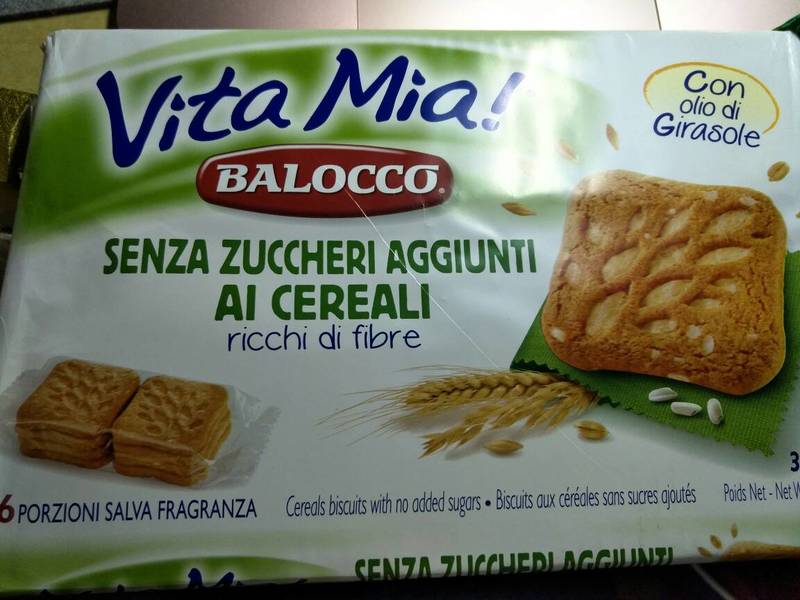 Vita Mia!
Con
olio di
Girasole
BALOCCO®
SENZA ZUCCHERI AGGIUNTI
AI CEREALI
ricchi di fibre
6 PORZIONI SALVA FRAGRANZA
Cereals biscuits with no added sugars • Biscuits aux céréales sans sucres ajoutés
3
Poids Net - Net W
SENZA ZUCCHERI AGGIUNTI